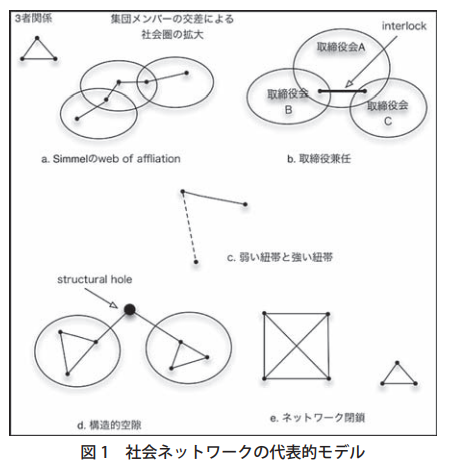 3者関係
集団メンバーの交差による
社会圏の拡大
a. Simmelのweb of affliation
interlock
取締役会A
取締役会
B
取締役会
C
b. 取締役兼任
c. 弱い紐帯と強い紐帯
structural hole
d. 構造的空隙
e. ネットワーク閉鎖
図1 社会ネットワークの代表的モデル